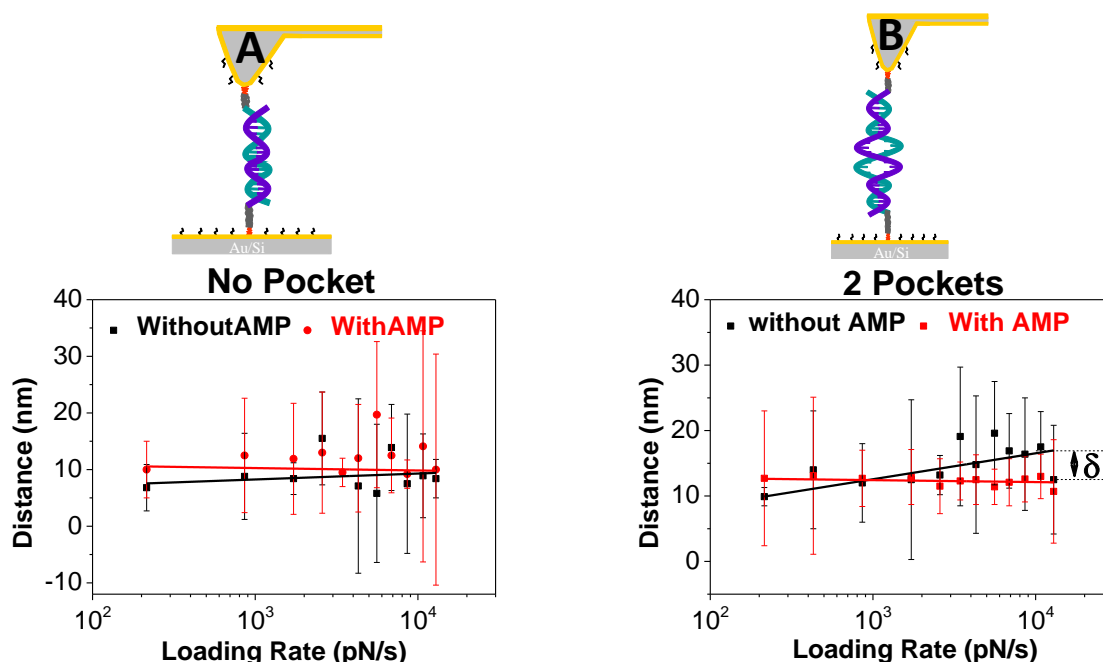 A
Au/Si
No Pocket
WithoutAMP WithAMP
40
30
20
10
0
-10
10² 10³ 10⁴
Distance (nm)
Loading Rate (pN/s)
B
Au/Si
2 Pockets
without AMP With AMP
40
30
20
10
0
δ
10² 10³ 10⁴
Distance (nm)
Loading Rate (pN/s)